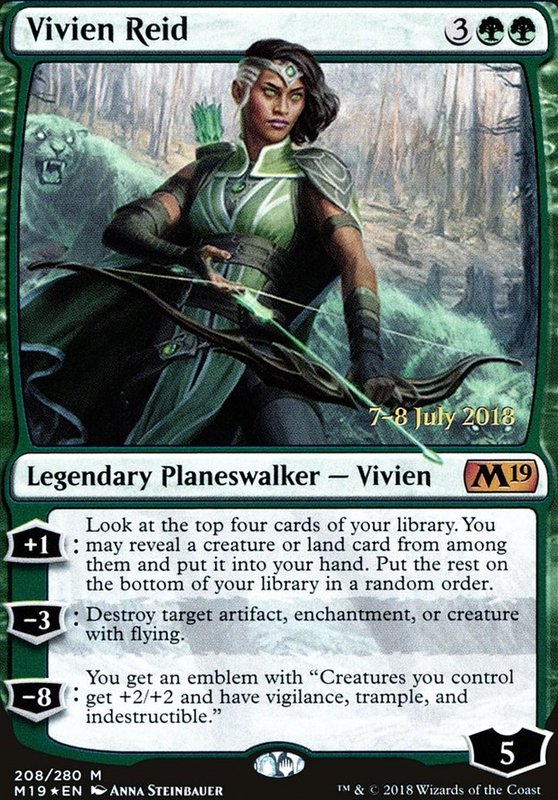 Vivien Reid 3
7–8 July 2018
Legendary Planeswalker — Vivien M19
+1: Look at the top four cards of your library. You
may reveal a creature or land card from among
them and put it into your hand. Put the rest on
the bottom of your library in a random order.
−3: Destroy target artifact, enchantment, or creature
with flying.
−8: You get an emblem with “Creatures you control
get +2/+2 and have vigilance, trample, and
indestructible.”
5
208/280 M
M19 ★ EN Anna Steinbauer ™ & © 2018 Wizards of the Coast